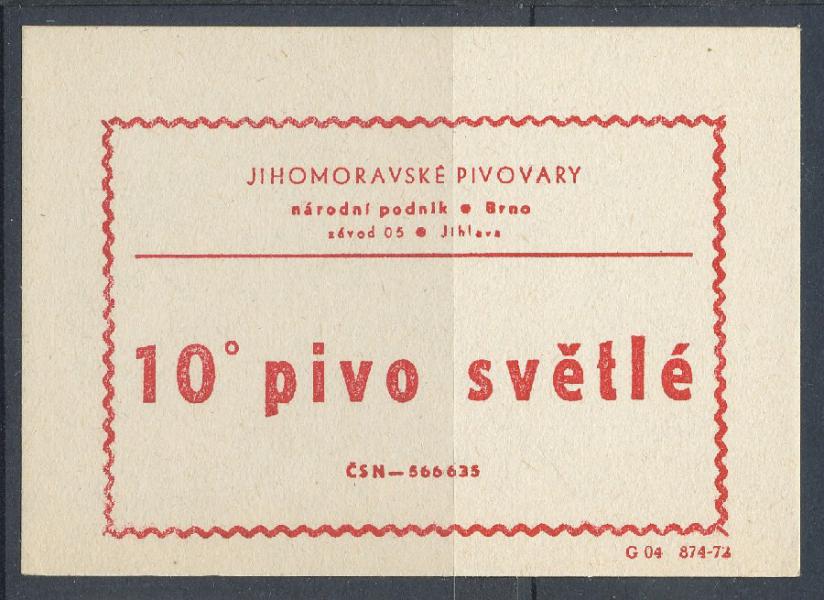 JIHOMORAVSKÉ PIVOVARY
národní podnik ● Brno
závod 05 ● Jihlava
10° pivo světlé
ČSN—566635
G 04 874-72